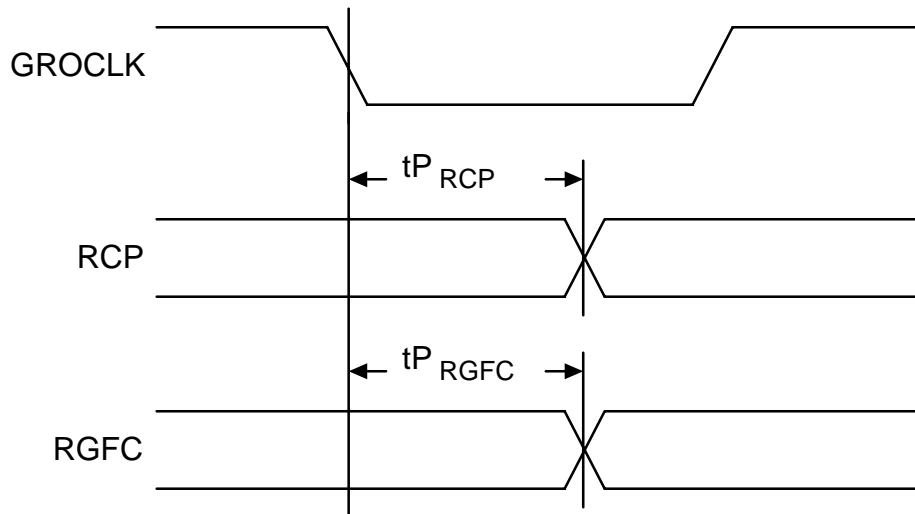 GROCLK
tP RCP
RCP
tP RGFC
RGFC